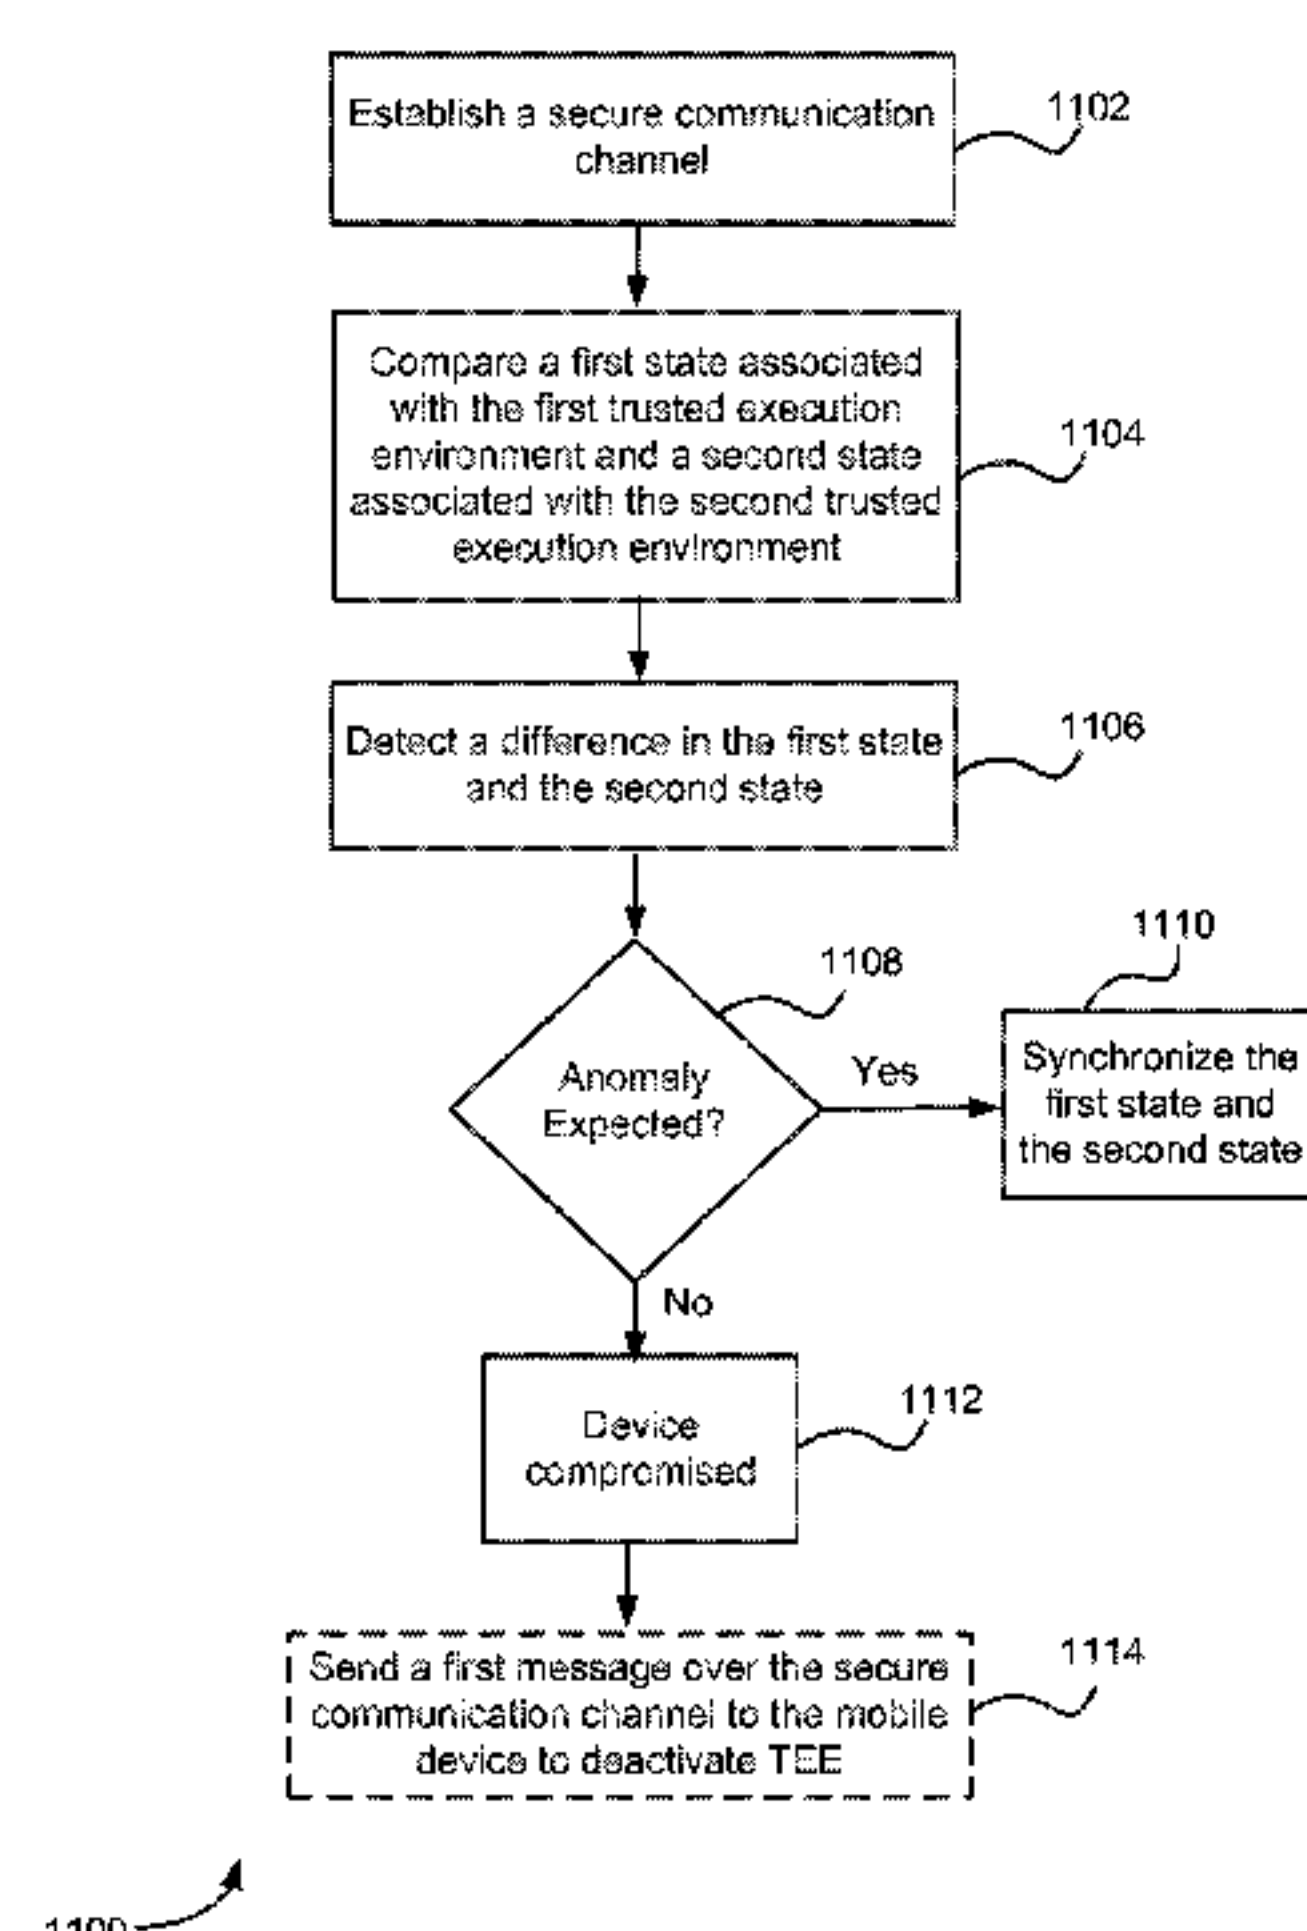 Establish a secure communication
channel
1102
Compare a first state associated
with the first trusted execution
environment and a second state
associated with the second trusted
execution environment
1104
Detect a difference in the first state
and the second state
1106
1108
Anomaly
Expected?
Yes
1110
Synchronize the
first state and
the second state
No
Device
compromised
1112
Send a first message over the secure
communication channel to the mobile
device to deactivate TEE
1114
1100